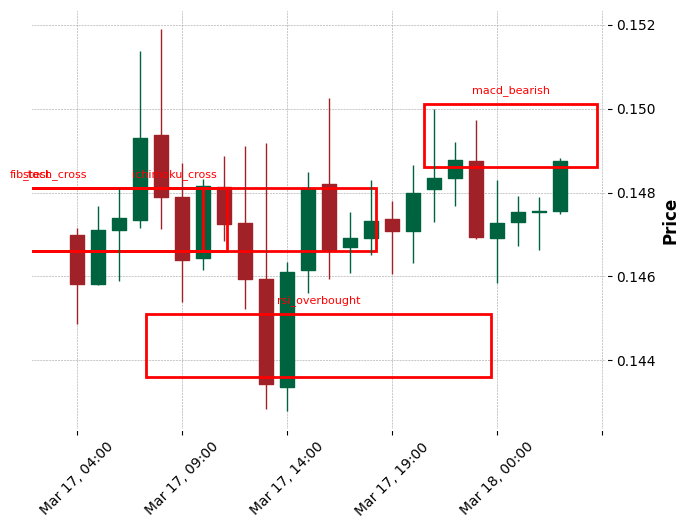 0.152
macd_bearish
0.150
ichimoku_cross
0.148
Price
0.146
rsi_overbought
0.144
Mar 17, 04:00
Mar 17, 09:00
Mar 17, 14:00
Mar 17, 19:00
Mar 18, 00:00